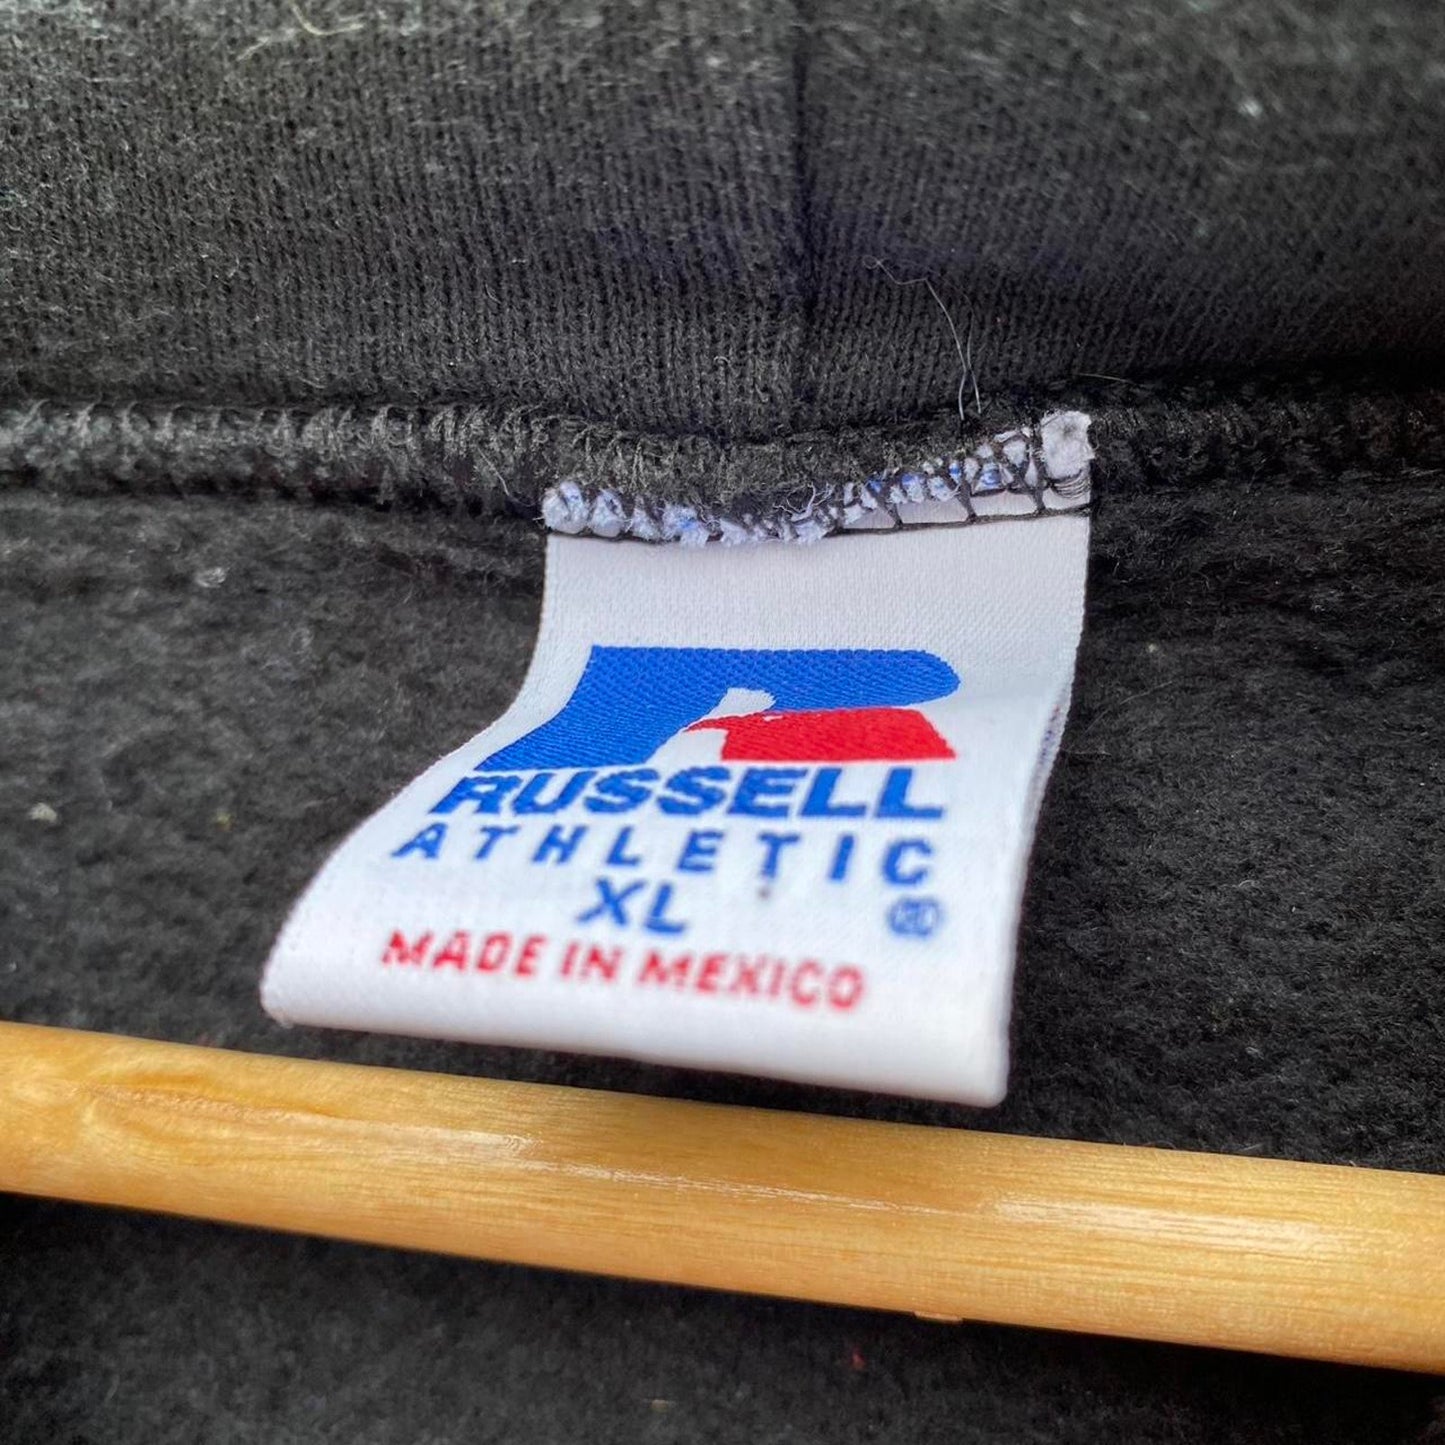 RUSSELL
ATHLETIC
XL ®
MADE IN MEXICO